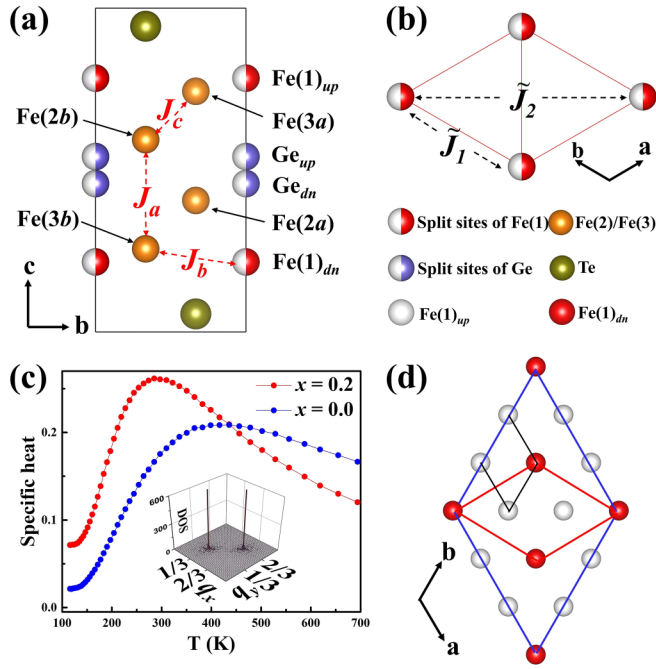 (a)
Fe(1)up
Fe(2b)
Jc
Fe(3a)
Geup
Gedn
Ja
Fe(3b)
Fe(2a)
Jb
Fe(1)dn
c
b
(b)
J̃2
J̃1
b
a
Split sites of Fe(1)
Fe(2)/Fe(3)
Split sites of Ge
Te
Fe(1)up
Fe(1)dn
(c)
x = 0.2
x = 0.0
Specific heat
0.2
0.1
0.0
600
300
0
DOS
1/3
2/3
qx
qy
1/3
2/3
100
200
300
400
500
600
700
T (K)
(d)
b
a